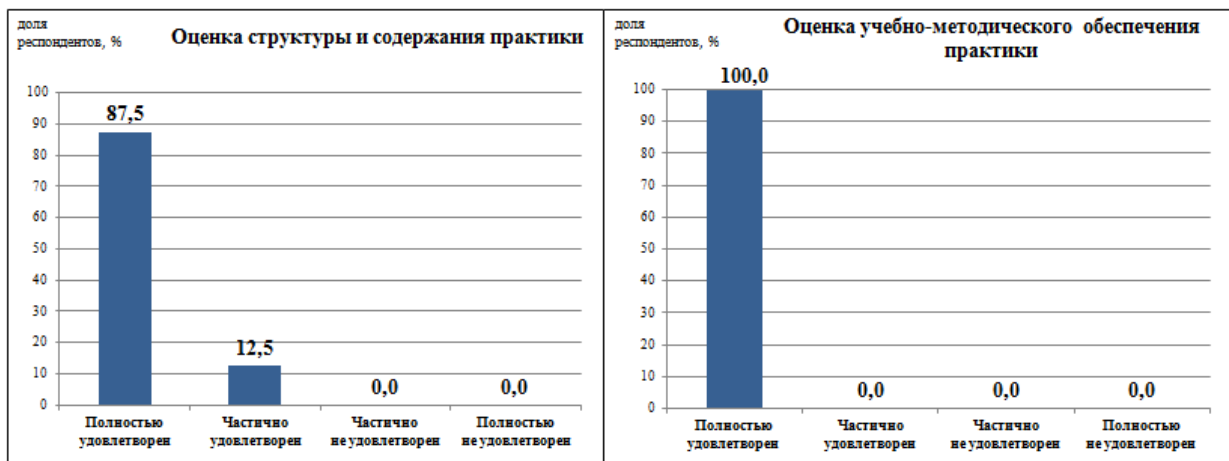 доля
респондентов, %
Оценка структуры и содержания практики
100
90
80
70
60
50
40
30
20
10
0
87,5
12,5
0,0
0,0
Полностью
удовлетворен
Частично
удовлетворен
Частично
не удовлетворен
Полностью
не удовлетворен
доля
респондентов, %
Оценка учебно-методического обеспечения
практики
100
90
80
70
60
50
40
30
20
10
0
100,0
0,0
0,0
0,0
Полностью
удовлетворен
Частично
удовлетворен
Частично
не удовлетворен
Полностью
не удовлетворен